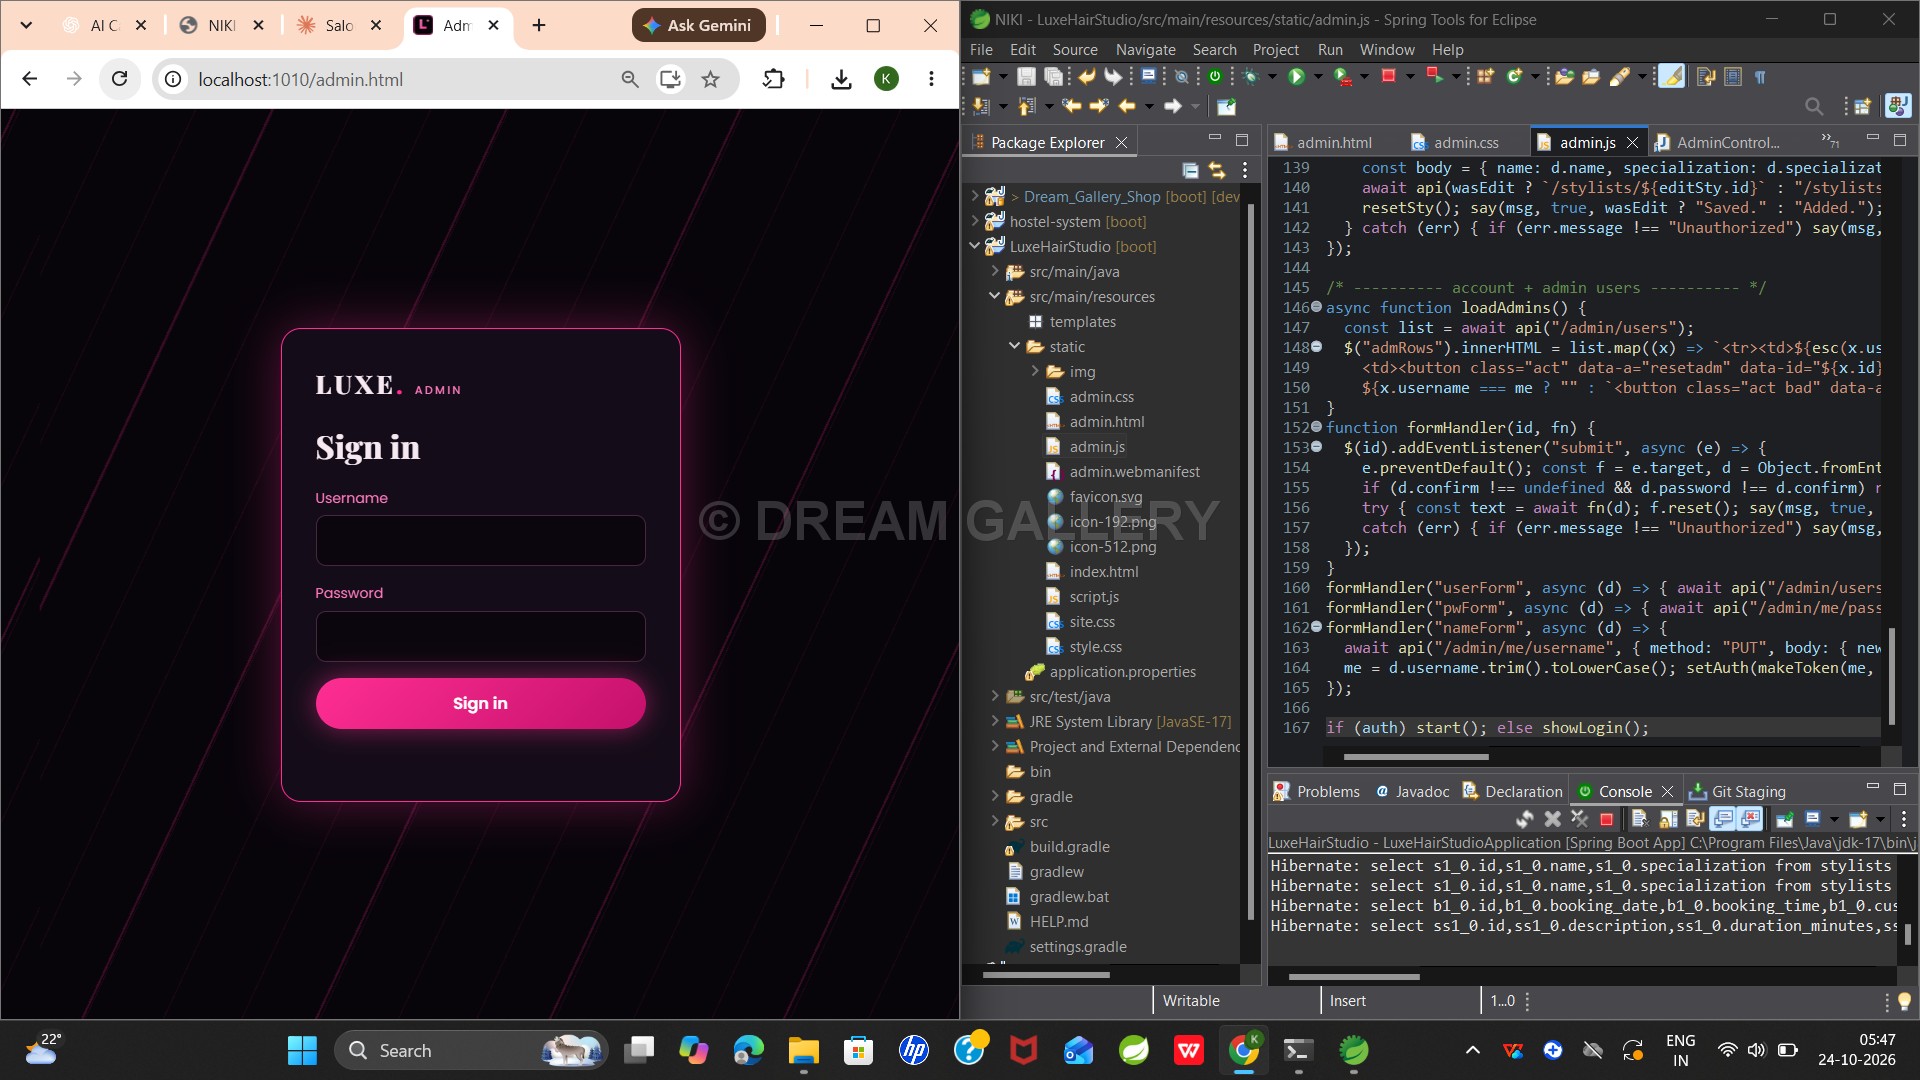 AI C
NIKI
Salo
Adm
Ask Gemini
localhost:1010/admin.html
K
LUXE. ADMIN
Sign in
Username
Password
Sign in
© DREAM GALLERY
NIKI - LuxeHairStudio/src/main/resources/static/admin.js - Spring Tools for Eclipse
File Edit Source Navigate Search Project Run Window Help
Package Explorer
> Dream_Gallery_Shop [boot] [dev
hostel-system [boot]
LuxeHairStudio [boot]
src/main/java
src/main/resources
templates
static
img
admin.css
admin.html
admin.js
admin.webmanifest
favicon.svg
icon-192.png
icon-512.png
index.html
script.js
site.css
style.css
application.properties
src/test/java
JRE System Library [JavaSE-17]
Project and External Dependenc
bin
gradle
src
build.gradle
gradlew
gradlew.bat
HELP.md
settings.gradle
admin.html admin.css admin.js AdminControl... 71
139 const body = { name: d.name, specialization: d.specializat
140 await api(wasEdit ? `/stylists/${editSty.id}` : "/stylists
141 resetSty(); say(msg, true, wasEdit ? "Saved." : "Added.");
142 } catch (err) { if (err.message !== "Unauthorized") say(msg,
143 });
144
145 /* ---------- account + admin users ---------- */
146 async function loadAdmins() {
147 const list = await api("/admin/users");
148 $("admRows").innerHTML = list.map((x) => `<tr><td>${esc(x.us
149 <td><button class="act" data-a="resetadm" data-id="${x.id}
150 ${x.username === me ? "" : `<button class="act bad" data-a
151 }
152 function formHandler(id, fn) {
153 $(id).addEventListener("submit", async (e) => {
154 e.preventDefault(); const f = e.target, d = Object.fromEnt
155 if (d.confirm !== undefined && d.password !== d.confirm) r
156 try { const text = await fn(d); f.reset(); say(msg, true,
157 catch (err) { if (err.message !== "Unauthorized") say(msg,
158 });
159 }
160 formHandler("userForm", async (d) => { await api("/admin/users
161 formHandler("pwForm", async (d) => { await api("/admin/me/pass
162 formHandler("nameForm", async (d) => {
163 await api("/admin/me/username", { method: "PUT", body: { new
164 me = d.username.trim().toLowerCase(); setAuth(makeToken(me,
165 });
166
167 if (auth) start(); else showLogin();
Problems Javadoc Declaration Console Git Staging
LuxeHairStudio - LuxeHairStudioApplication [Spring Boot App] C:\Program Files\Java\jdk-17\bin\j
Hibernate: select s1_0.id,s1_0.name,s1_0.specialization from stylists
Hibernate: select s1_0.id,s1_0.name,s1_0.specialization from stylists
Hibernate: select b1_0.id,b1_0.booking_date,b1_0.booking_time,b1_0.cus
Hibernate: select ss1_0.id,ss1_0.description,ss1_0.duration_minutes,ss
Writable Insert 1...0
22°
Search
ENG
IN
05:47
24-10-2026